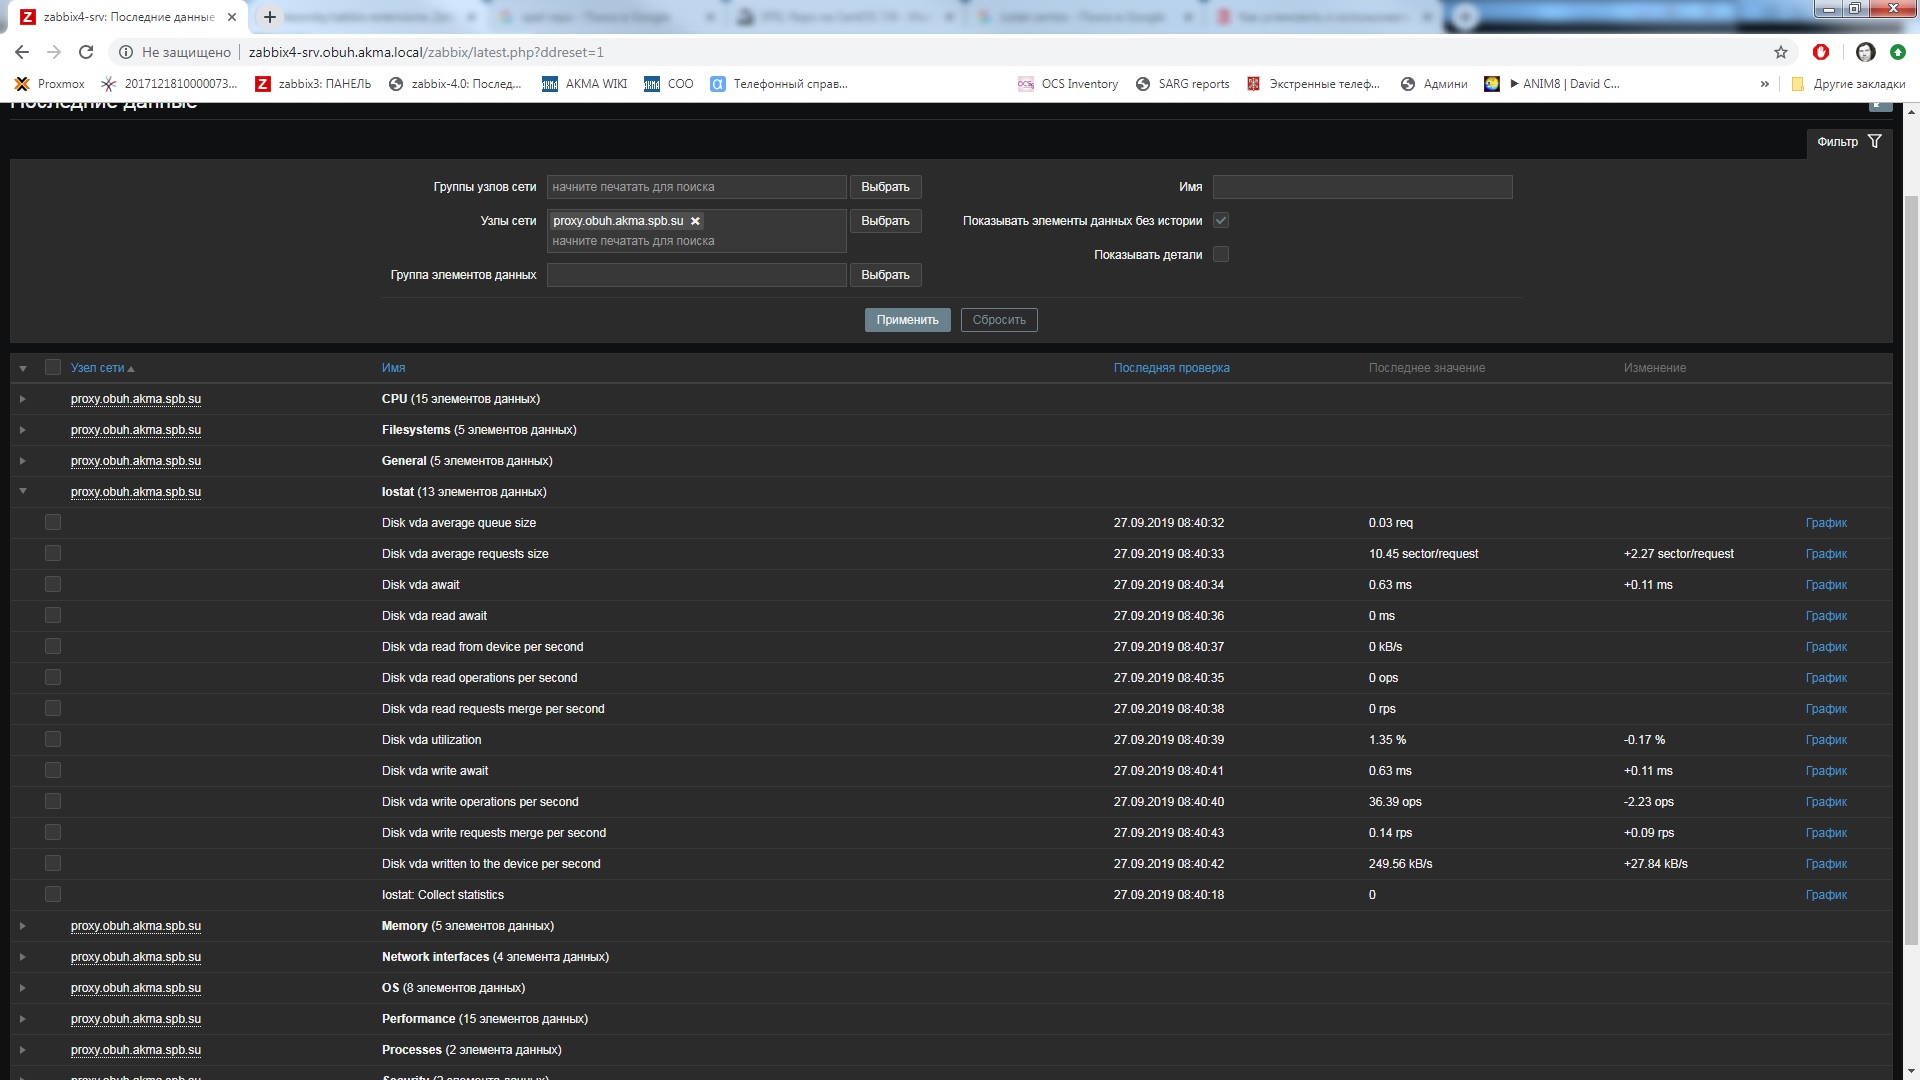 zabbix4-srv: Последние данные
Не защищено zabbix4-srv.obuh.akma.local/zabbix/latest.php?ddreset=1
Proxmox 2017121810000073... zabbix3: ПАНЕЛЬ zabbix-4.0: Послед... AKMA WIKI COO Телефонный справ... OCS Inventory SARG reports Экстренные телеф... Админи ► ANIM8 | David C... » Другие закладки
Последние данные
Фильтр
Группы узлов сети начните печатать для поиска Выбрать Имя
Узлы сети proxy.obuh.akma.spb.su Выбрать Показывать элементы данных без истории
начните печатать для поиска
Показывать детали
Группа элементов данных Выбрать
Применить Сбросить
Узел сети Имя Последняя проверка Последнее значение Изменение
proxy.obuh.akma.spb.su CPU (15 элементов данных)
proxy.obuh.akma.spb.su Filesystems (5 элементов данных)
proxy.obuh.akma.spb.su General (5 элементов данных)
proxy.obuh.akma.spb.su Iostat (13 элементов данных)
Disk vda average queue size 27.09.2019 08:40:32 0.03 req График
Disk vda average requests size 27.09.2019 08:40:33 10.45 sector/request +2.27 sector/request График
Disk vda await 27.09.2019 08:40:34 0.63 ms +0.11 ms График
Disk vda read await 27.09.2019 08:40:36 0 ms График
Disk vda read from device per second 27.09.2019 08:40:37 0 kB/s График
Disk vda read operations per second 27.09.2019 08:40:35 0 ops График
Disk vda read requests merge per second 27.09.2019 08:40:38 0 rps График
Disk vda utilization 27.09.2019 08:40:39 1.35 % -0.17 % График
Disk vda write await 27.09.2019 08:40:41 0.63 ms +0.11 ms График
Disk vda write operations per second 27.09.2019 08:40:40 36.39 ops -2.23 ops График
Disk vda write requests merge per second 27.09.2019 08:40:43 0.14 rps +0.09 rps График
Disk vda written to the device per second 27.09.2019 08:40:42 249.56 kB/s +27.84 kB/s График
Iostat: Collect statistics 27.09.2019 08:40:18 0 График
proxy.obuh.akma.spb.su Memory (5 элементов данных)
proxy.obuh.akma.spb.su Network interfaces (4 элемента данных)
proxy.obuh.akma.spb.su OS (8 элементов данных)
proxy.obuh.akma.spb.su Performance (15 элементов данных)
proxy.obuh.akma.spb.su Processes (2 элемента данных)
proxy.obuh.akma.spb.su Security (2 элемента данных)